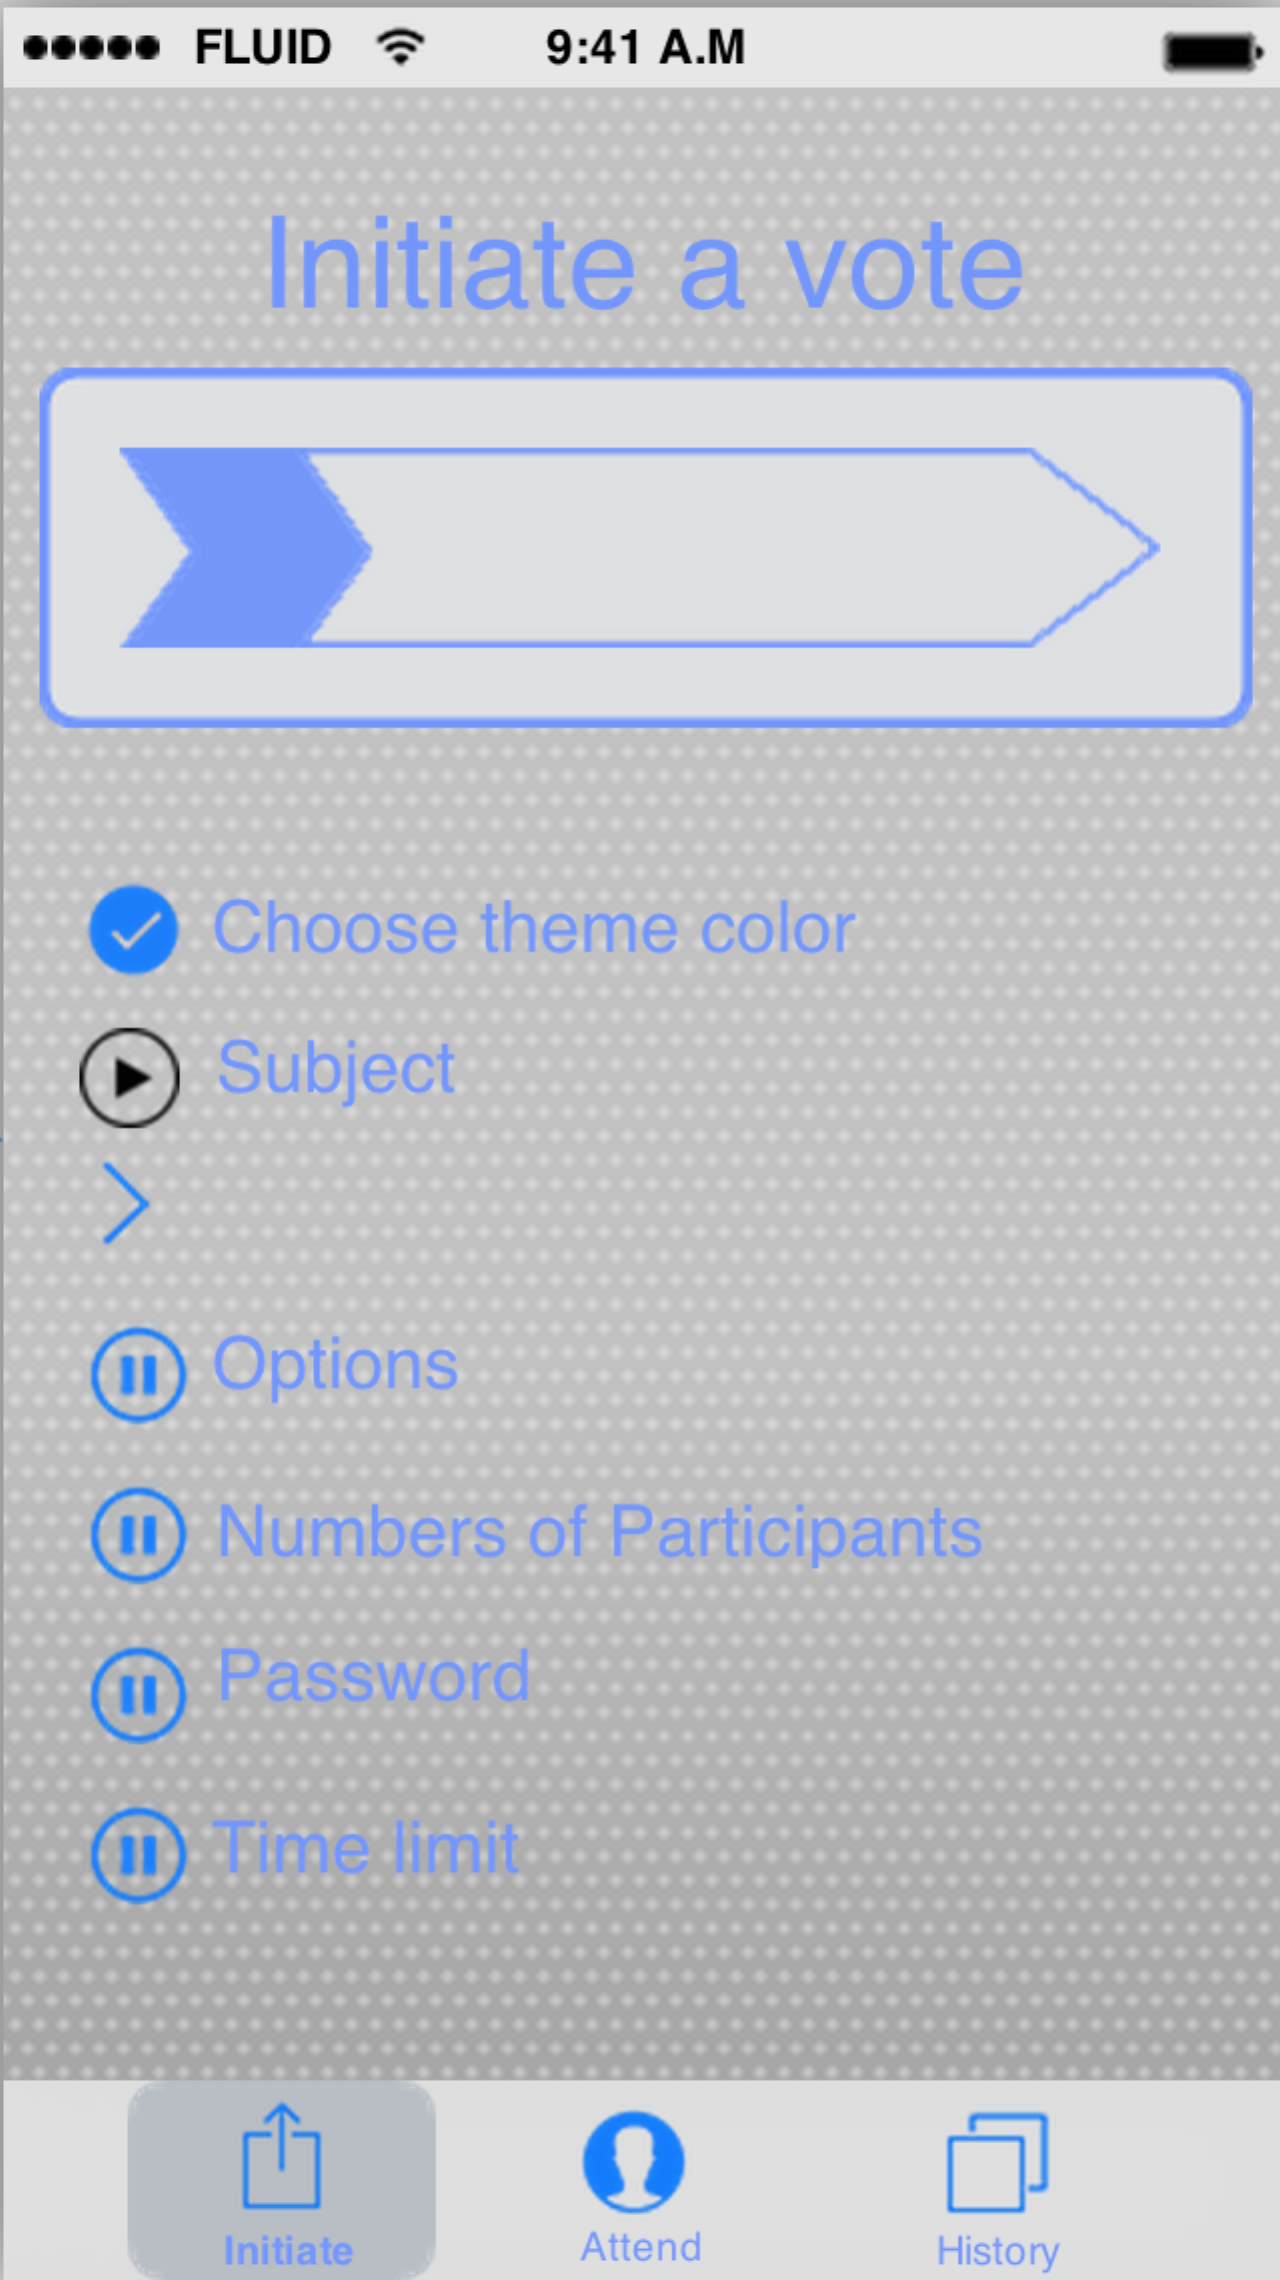 FLUID 9:41 A.M
Initiate a vote
Choose theme color
Subject
Options
Numbers of Participants
Password
Time limit
Initiate Attend History